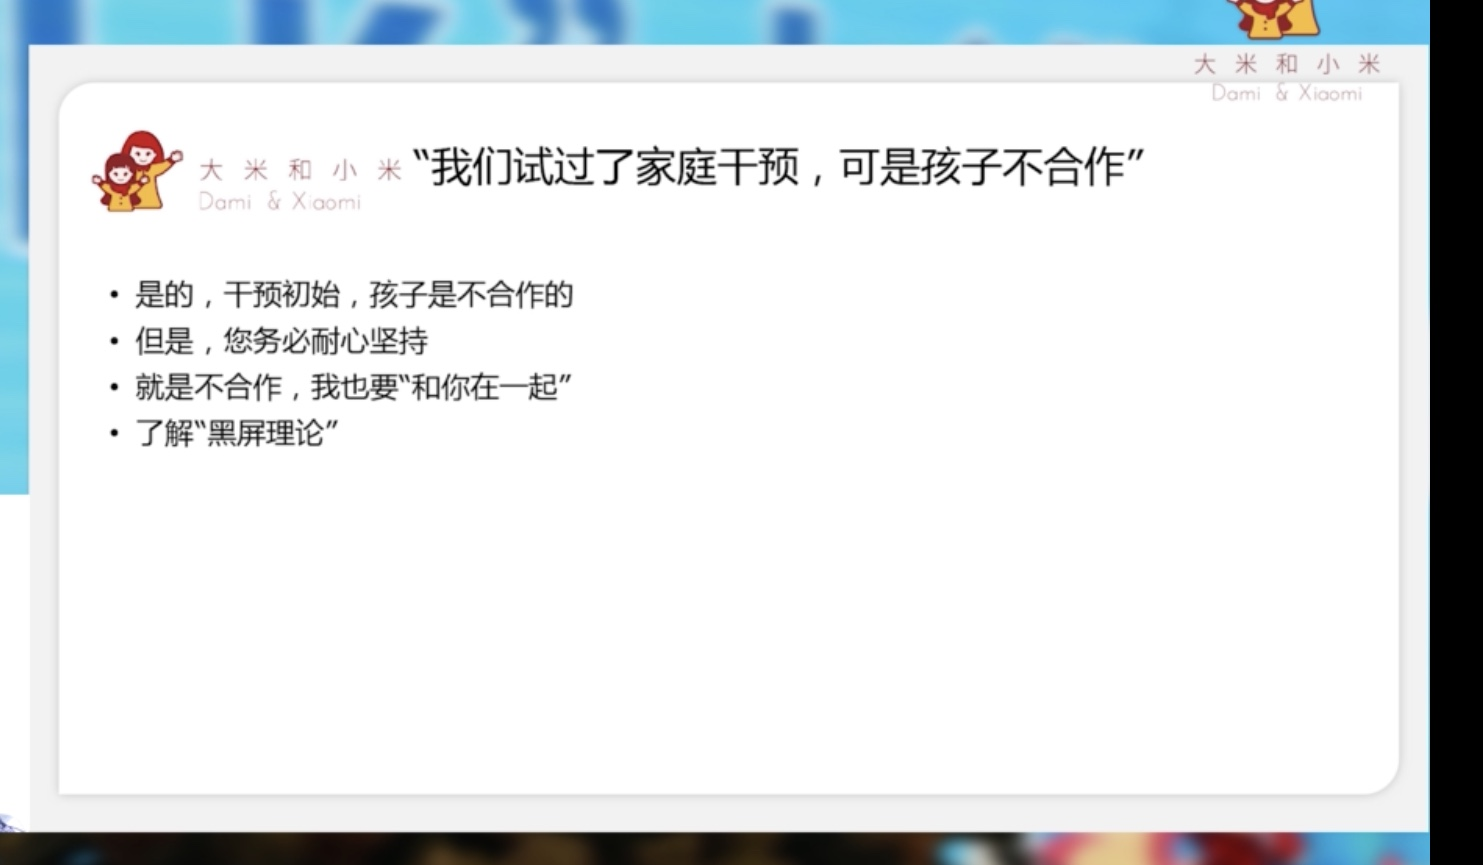 大米和小米
Dami & Xiaomi
大米和小米
Dami & Xiaomi
“我们试过了家庭干预，可是孩子不合作”
• 是的，干预初始，孩子是不合作的
• 但是，您务必耐心坚持
• 就是不合作，我也要“和你在一起”
• 了解“黑屏理论”